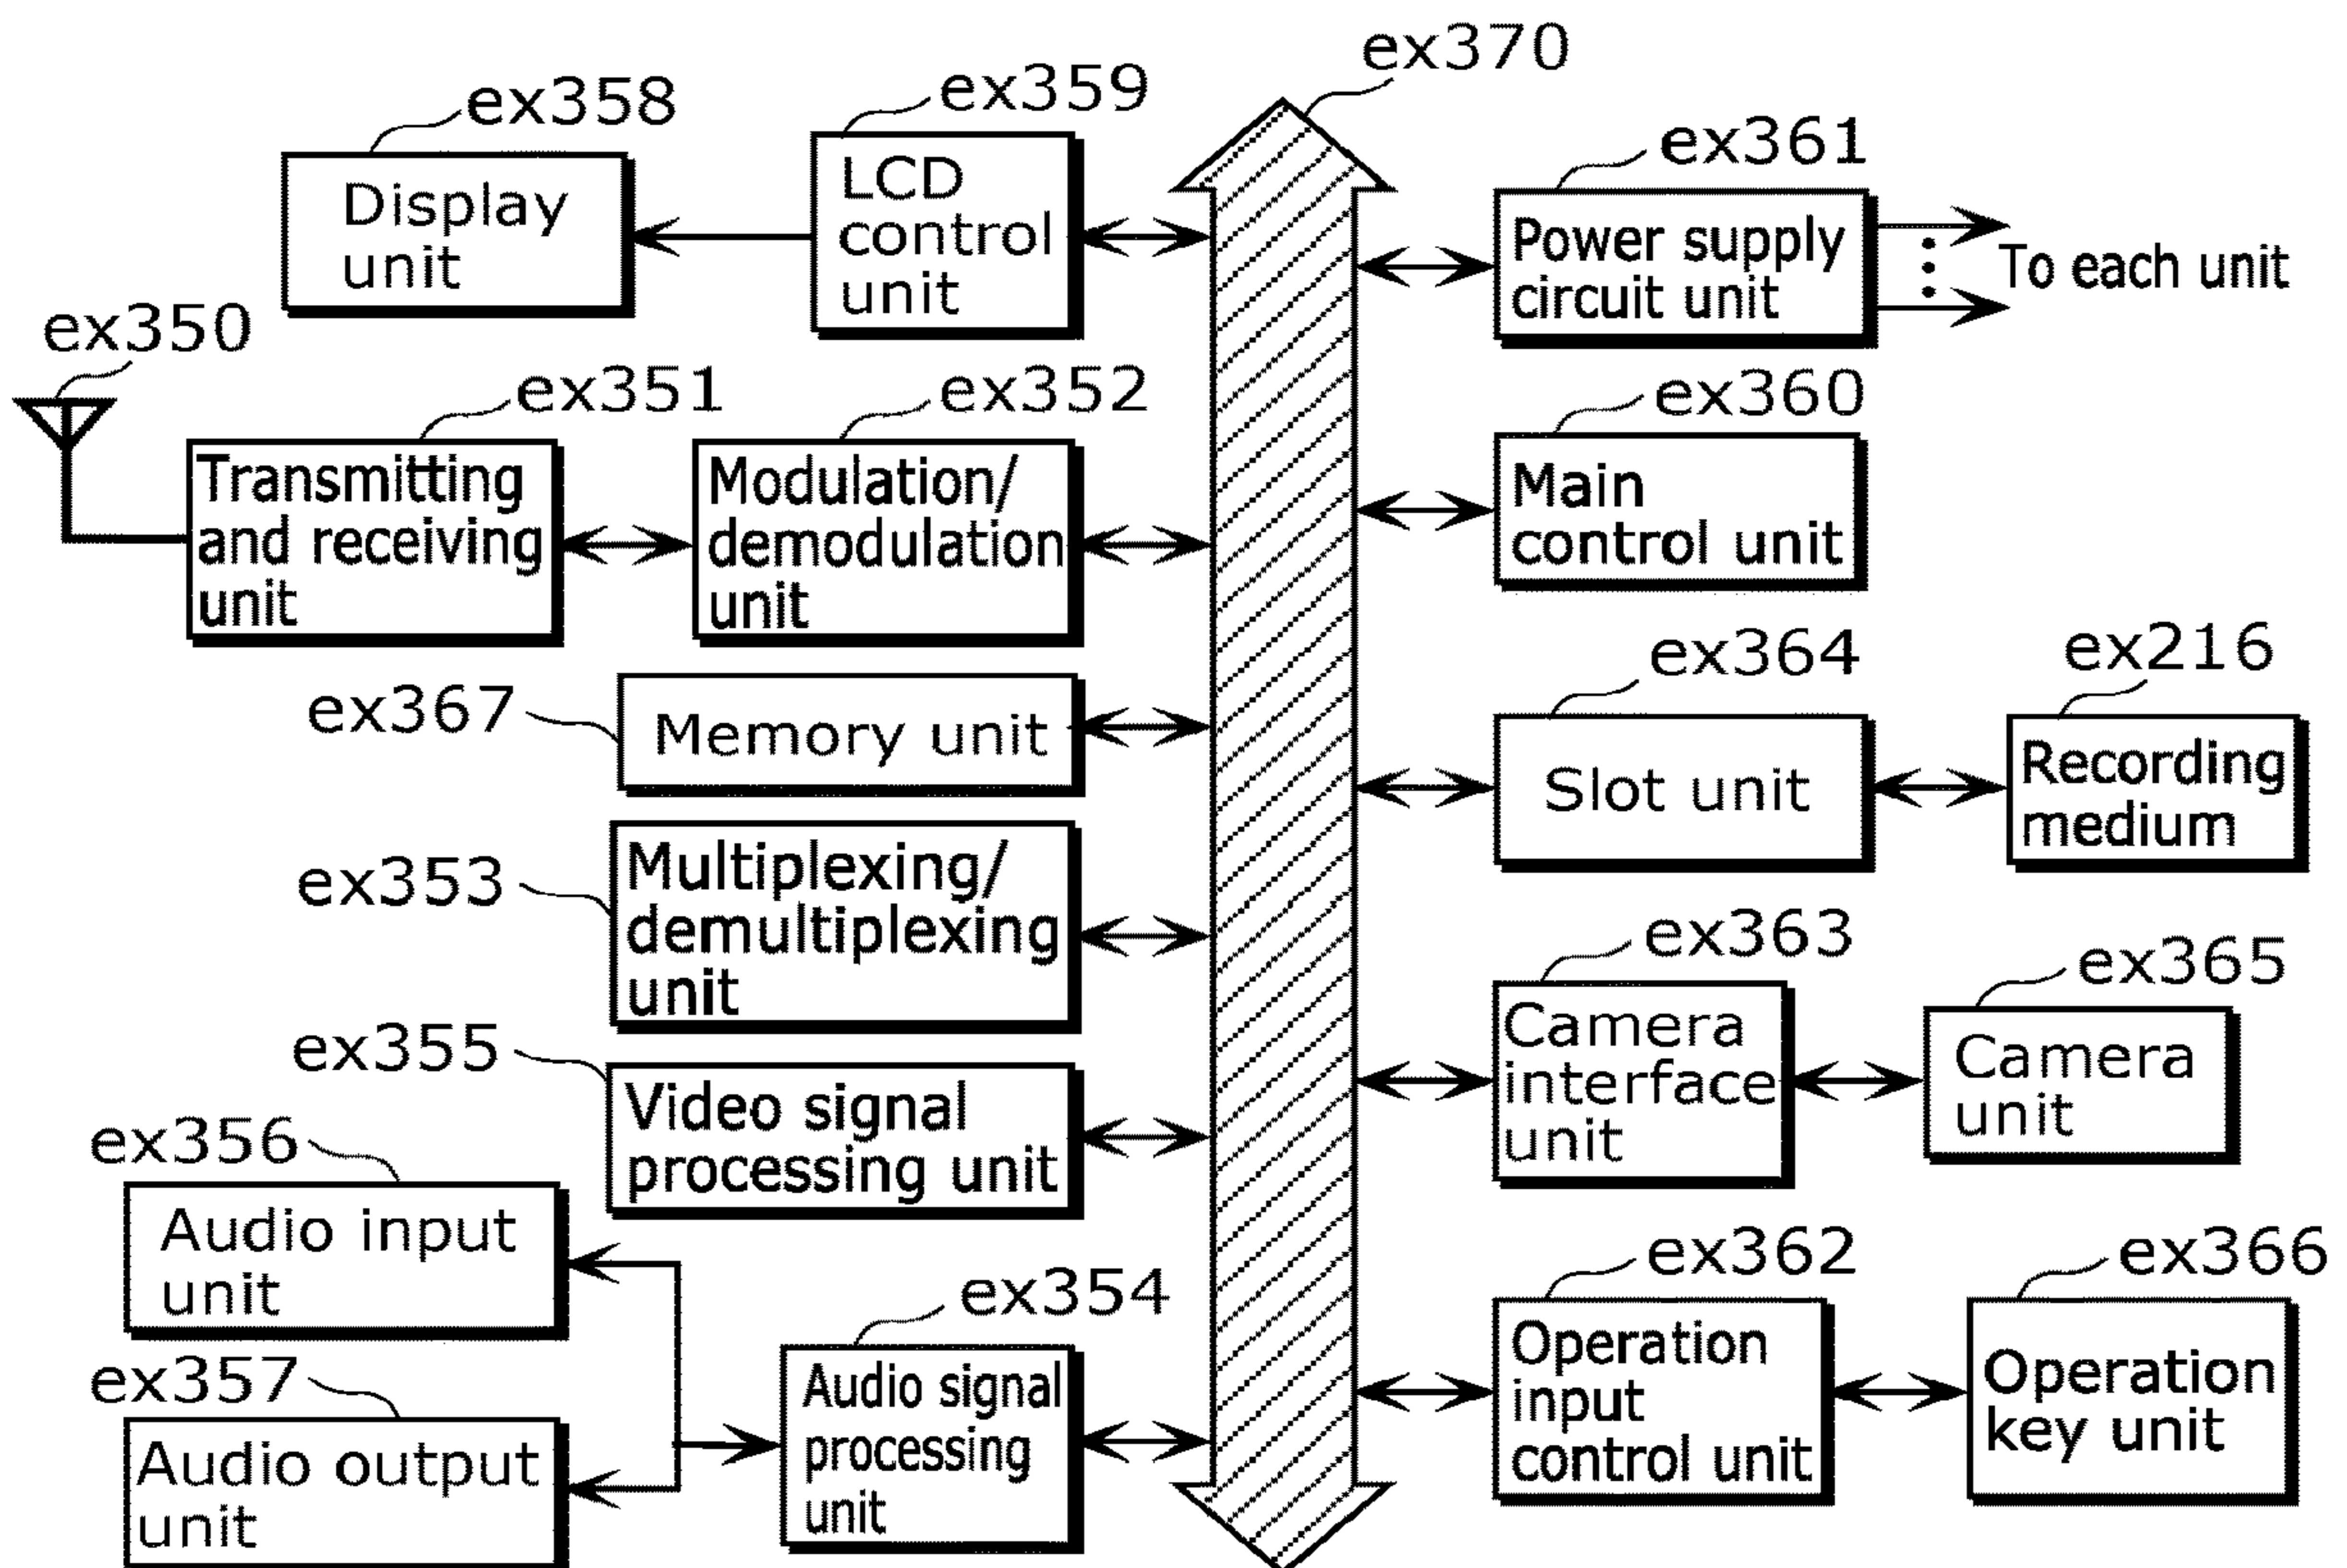 ex370
ex358
ex359
ex361
Display
unit
LCD
control
unit
Power supply
circuit unit
To each unit
ex350
ex351
ex352
ex360
Transmitting
and receiving
unit
Modulation/
demodulation
unit
Main
control unit
ex367
Memory unit
ex364
ex216
Slot unit
Recording
medium
ex353
Multiplexing/
demultiplexing
unit
ex363
ex365
Camera
interface
unit
Camera
unit
ex355
Video signal
processing unit
ex356
Audio input
unit
ex357
Audio output
unit
ex354
Audio signal
processing
unit
ex362
ex366
Operation
input
control unit
Operation
key unit